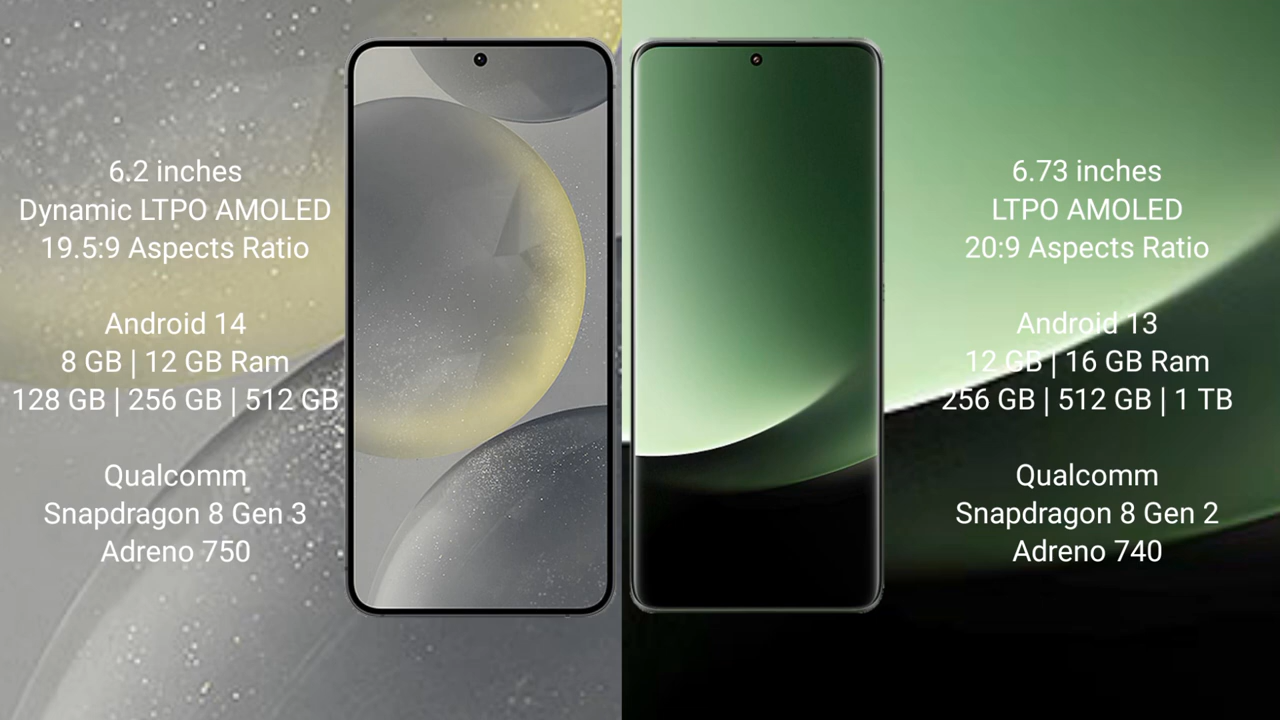 6.2 inches
Dynamic LTPO AMOLED
19.5:9 Aspects Ratio
Android 14
8 GB | 12 GB Ram
128 GB | 256 GB | 512 GB
Qualcomm
Snapdragon 8 Gen 3
Adreno 750
6.73 inches
LTPO AMOLED
20:9 Aspects Ratio
Android 13
12 GB | 16 GB Ram
256 GB | 512 GB | 1 TB
Qualcomm
Snapdragon 8 Gen 2
Adreno 740